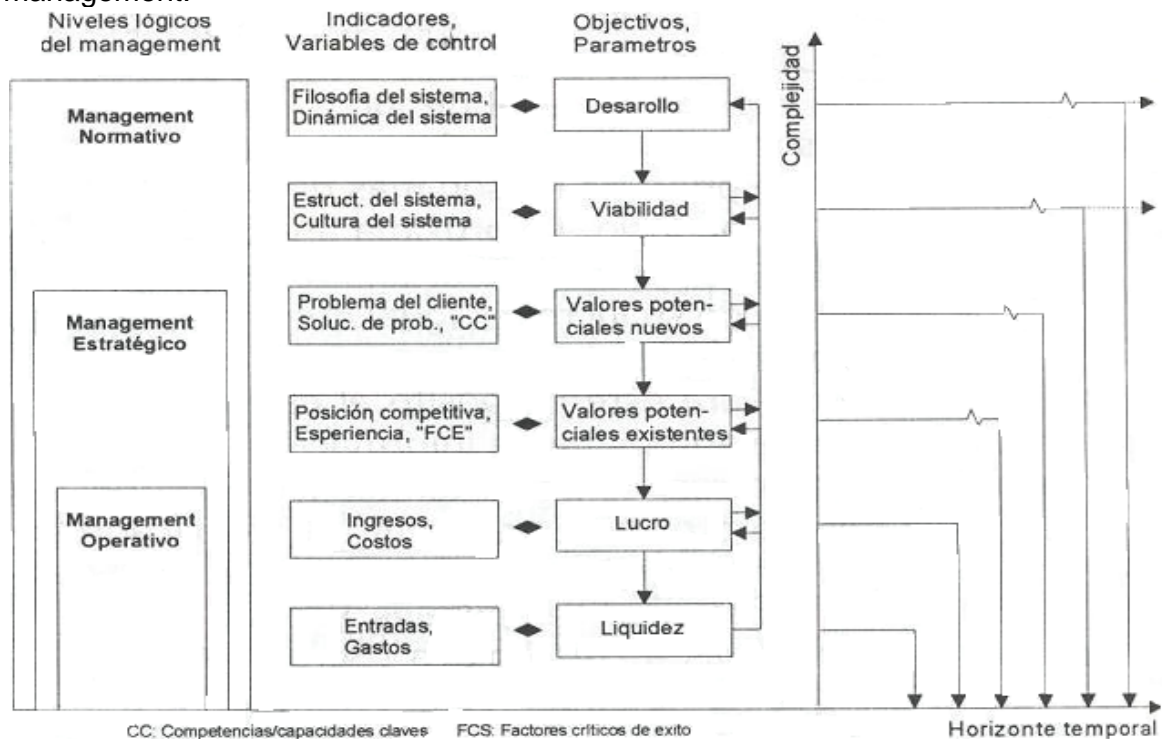 management.
Niveles lógicos
del management
Indicadores,
Variables de control
Objectivos,
Parametros
Management
Normativo
Filosofia del sistema,
Dinámica del sistema
Desarollo
Estruct. del sistema,
Cultura del sistema
Viabilidad
Management
Estratégico
Problema del cliente,
Soluc. de prob., "CC"
Valores poten-
ciales nuevos
Posición competitiva,
Esperiencia, "FCE"
Valores poten-
ciales existentes
Management
Operativo
Ingresos,
Costos
Lucro
Entradas,
Gastos
Liquidez
Complejidad
Horizonte temporal
CC: Competencias/capacidades claves FCS: Factores críticos de exito